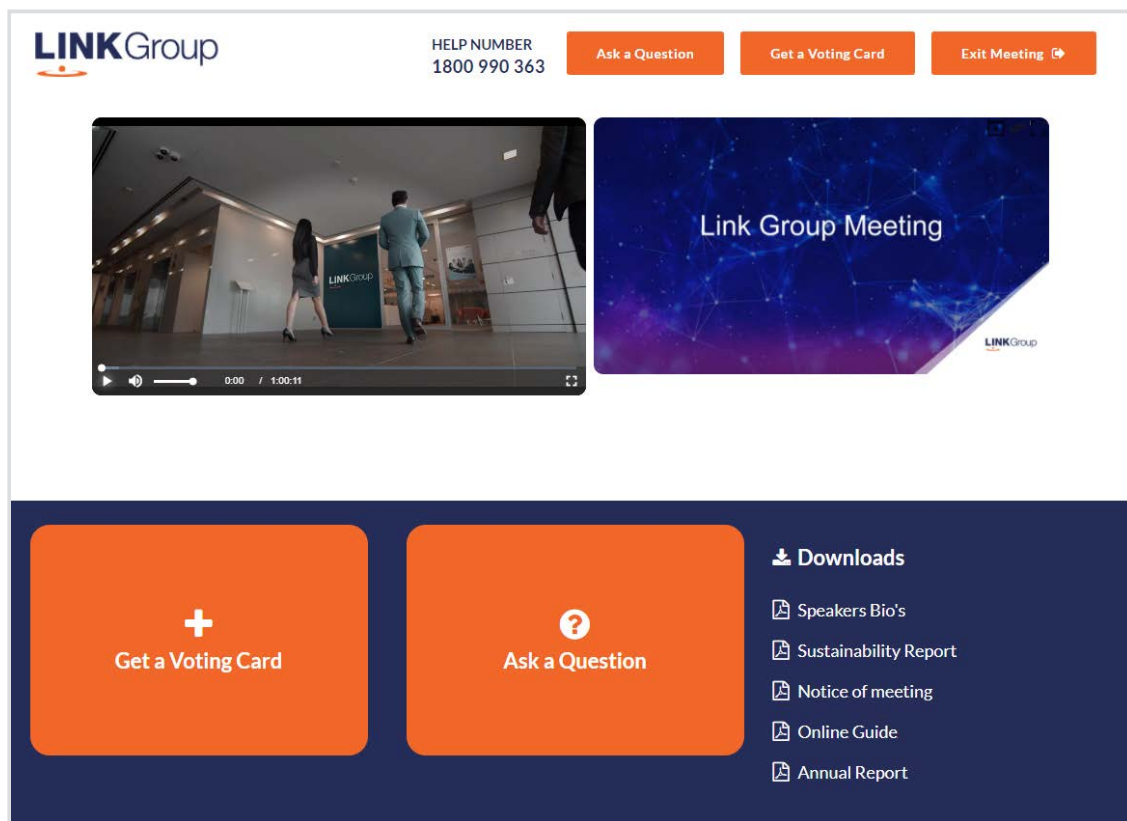 LINKGroup
HELP NUMBER
1800 990 363
Ask a Question
Get a Voting Card
Exit Meeting
LINKGroup
0:00 / 1:00:11
Link Group Meeting
LINKGroup
Get a Voting Card
Ask a Question
Downloads
Speakers Bio's
Sustainability Report
Notice of meeting
Online Guide
Annual Report